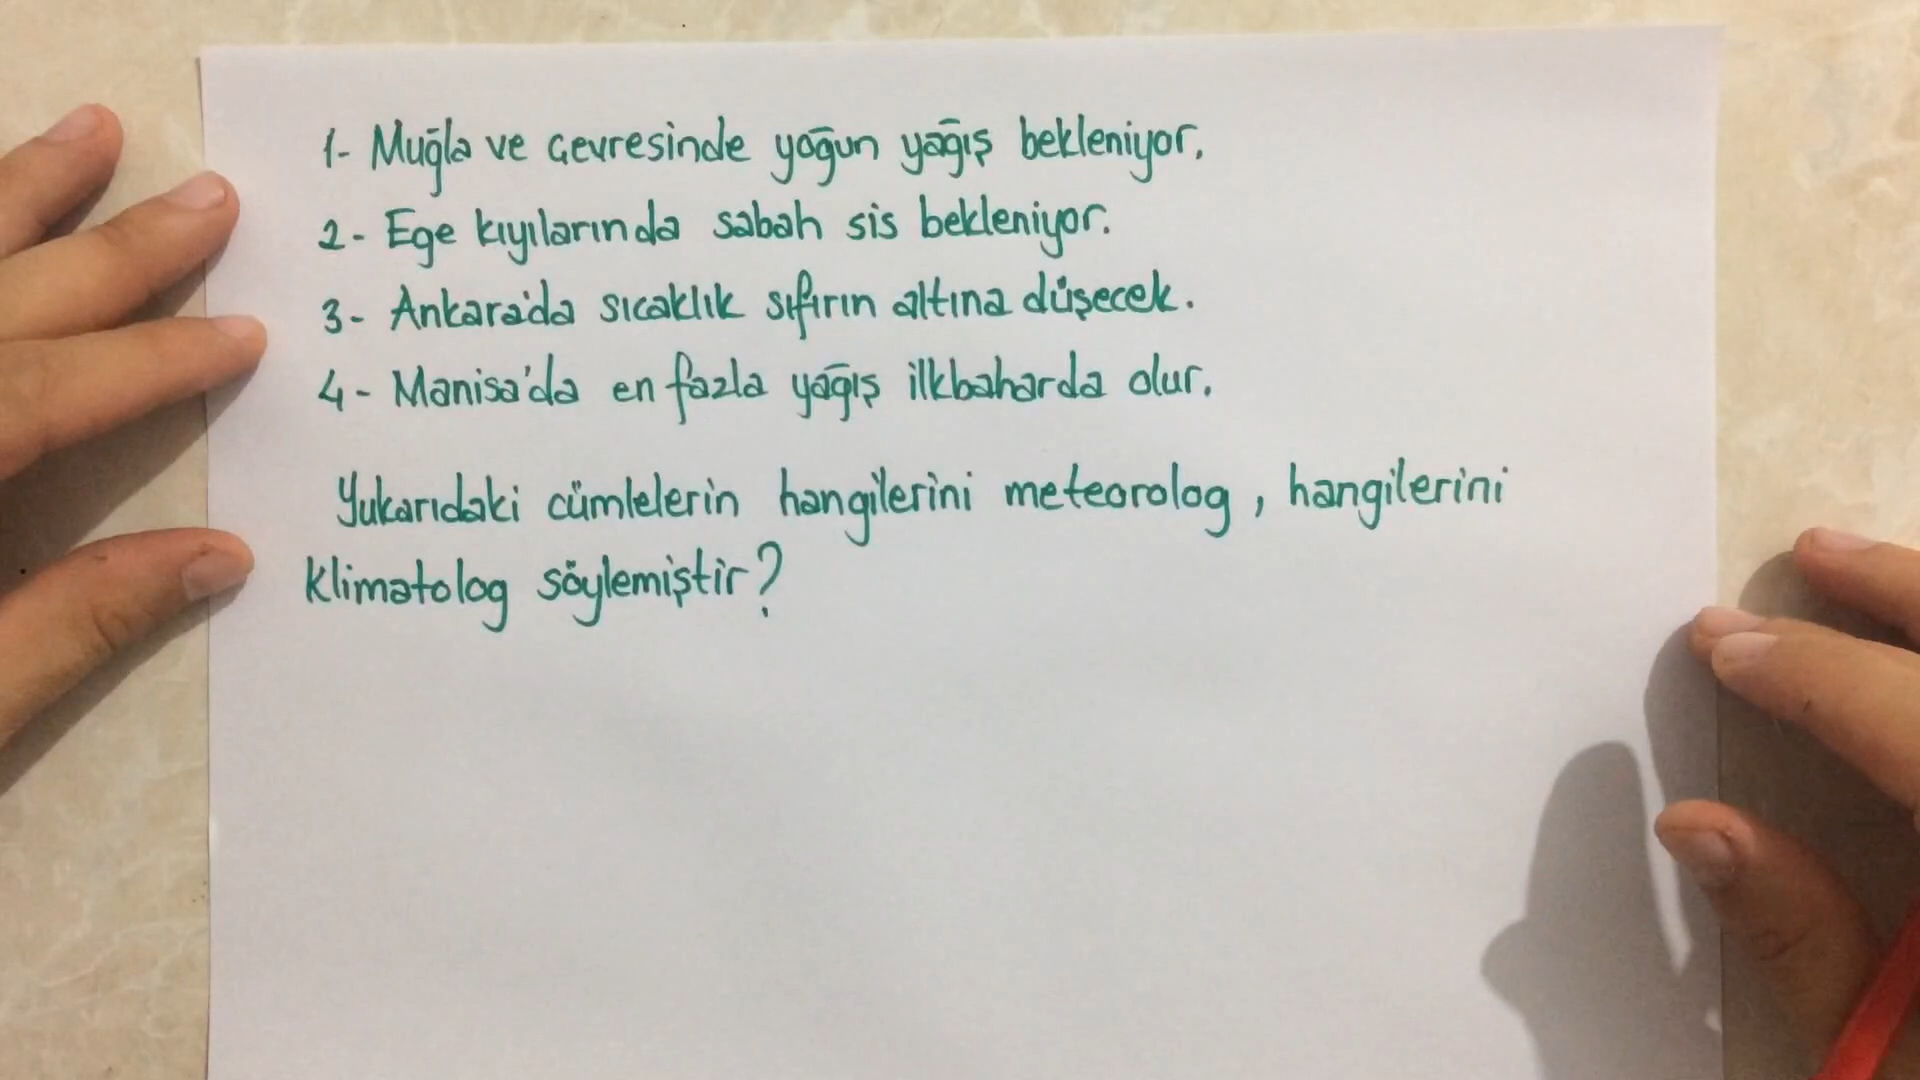 1- Muğla ve çevresinde yoğun yağış bekleniyor.
2- Ege kıyılarında sabah sis bekleniyor.
3- Ankara'da sıcaklık sıfırın altına düşecek.
4- Manisa'da en fazla yağış ilkbaharda olur.
Yukarıdaki cümlelerin hangilerini meteorolog, hangilerini
klimatolog söylemiştir?